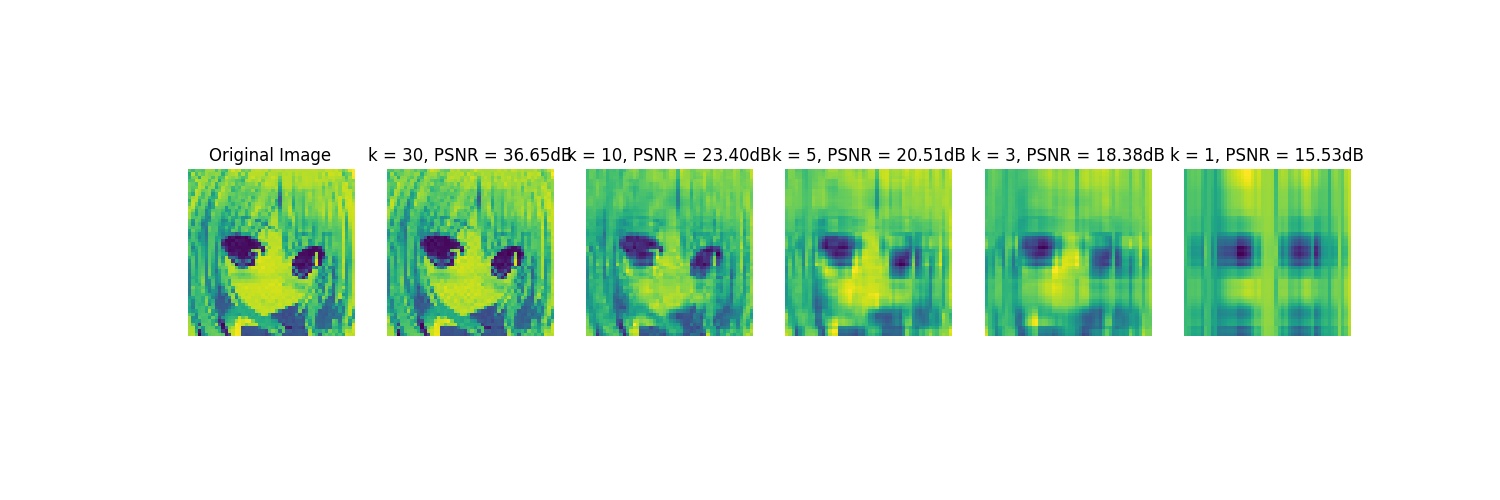 Original Image
k = 30, PSNR = 36.65dB
k = 10, PSNR = 23.40dB
k = 5, PSNR = 20.51dB
k = 3, PSNR = 18.38dB
k = 1, PSNR = 15.53dB